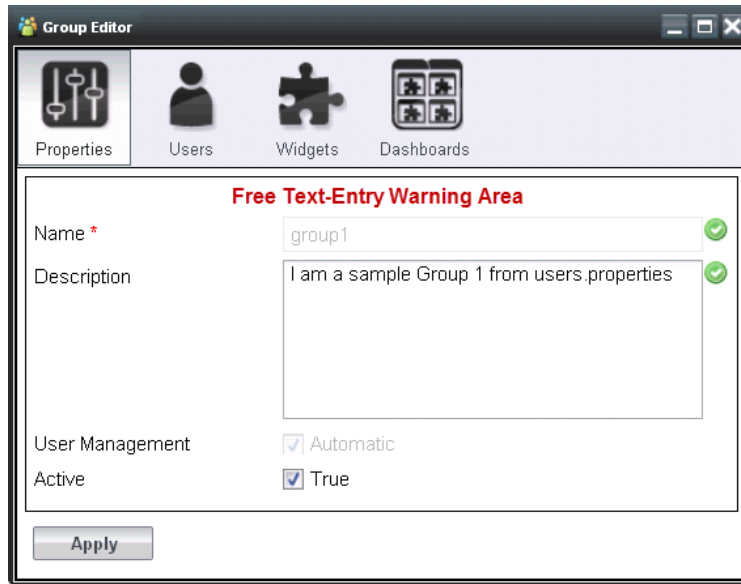 Group Editor
Properties Users Widgets Dashboards
Free Text-Entry Warning Area
Name * group1
Description I am a sample Group 1 from users.properties
User Management Automatic
Active True
Apply